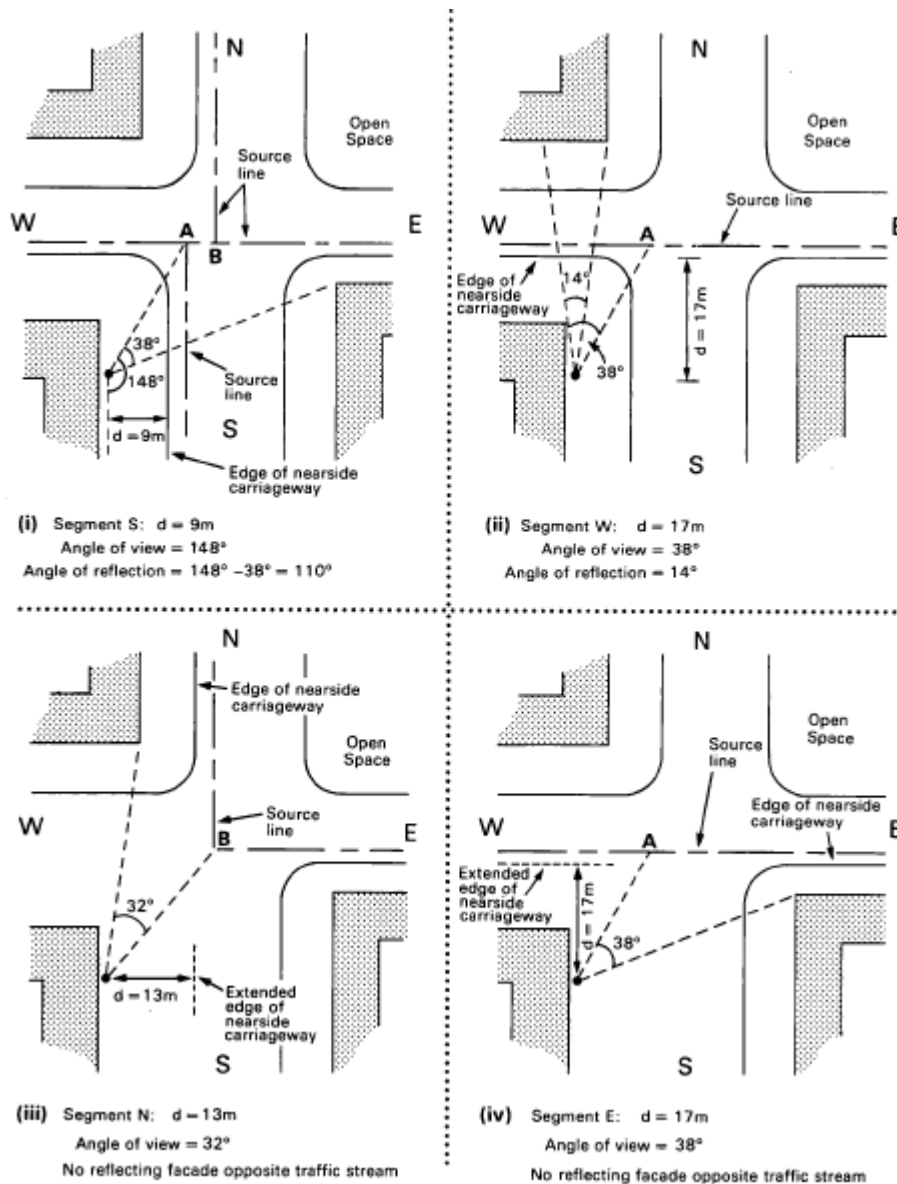 N
Open
Space
Source
line
W
A
E
B
38°
148°
Source
line
d = 9m
S
Edge of nearside
carriageway
(i) Segment S: d = 9m
Angle of view = 148°
Angle of reflection = 148° –38° = 110°
N
Open
Space
W
Source line
E
A
Edge of
nearside
carriageway
14°
d = 17m
38°
S
(ii) Segment W: d = 17m
Angle of view = 38°
Angle of reflection = 14°
N
Edge of nearside
carriageway
Open
Space
W
Source
line
B
E
32°
d = 13m
Extended
edge of
nearside
carriageway
S
(iii) Segment N: d = 13m
Angle of view = 32°
No reflecting facade opposite traffic stream
N
Open
Space
Source
line
W
Edge of nearside
carriageway
E
A
Extended
edge of
nearside
carriageway
d = 17m
38°
S
(iv) Segment E: d = 17m
Angle of view = 38°
No reflecting facade opposite traffic stream